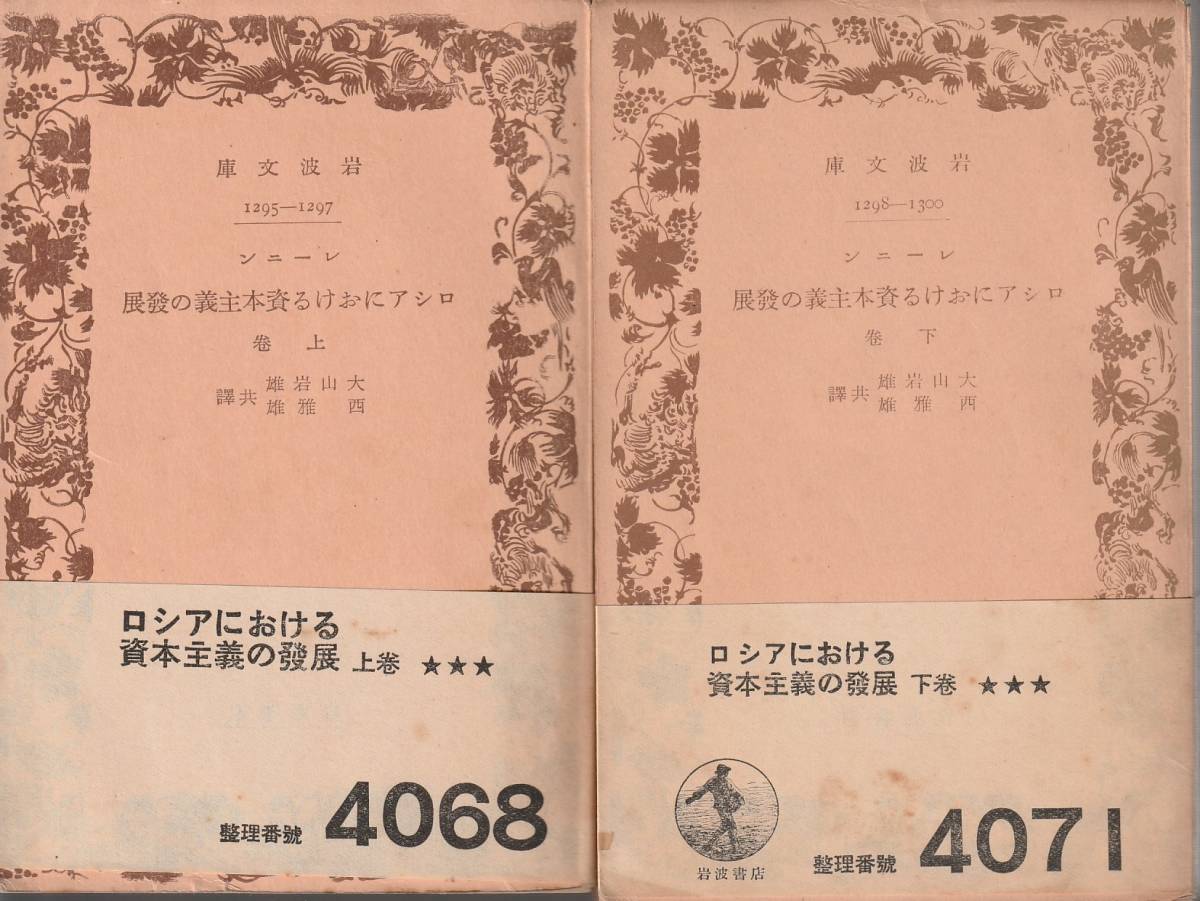 岩波文庫
1295—1297
レーニン
ロシアにおける資本主義の發展
上卷
大山岩雄
西雅雄 共譯
ロシアにおける
資本主義の發展 上卷 ★★★
整理番號 4068
岩波文庫
1298—1300
レーニン
ロシアにおける資本主義の發展
下卷
大山岩雄
西雅雄 共譯
ロシアにおける
資本主義の發展 下卷 ★★★
岩波書店
整理番號 4071